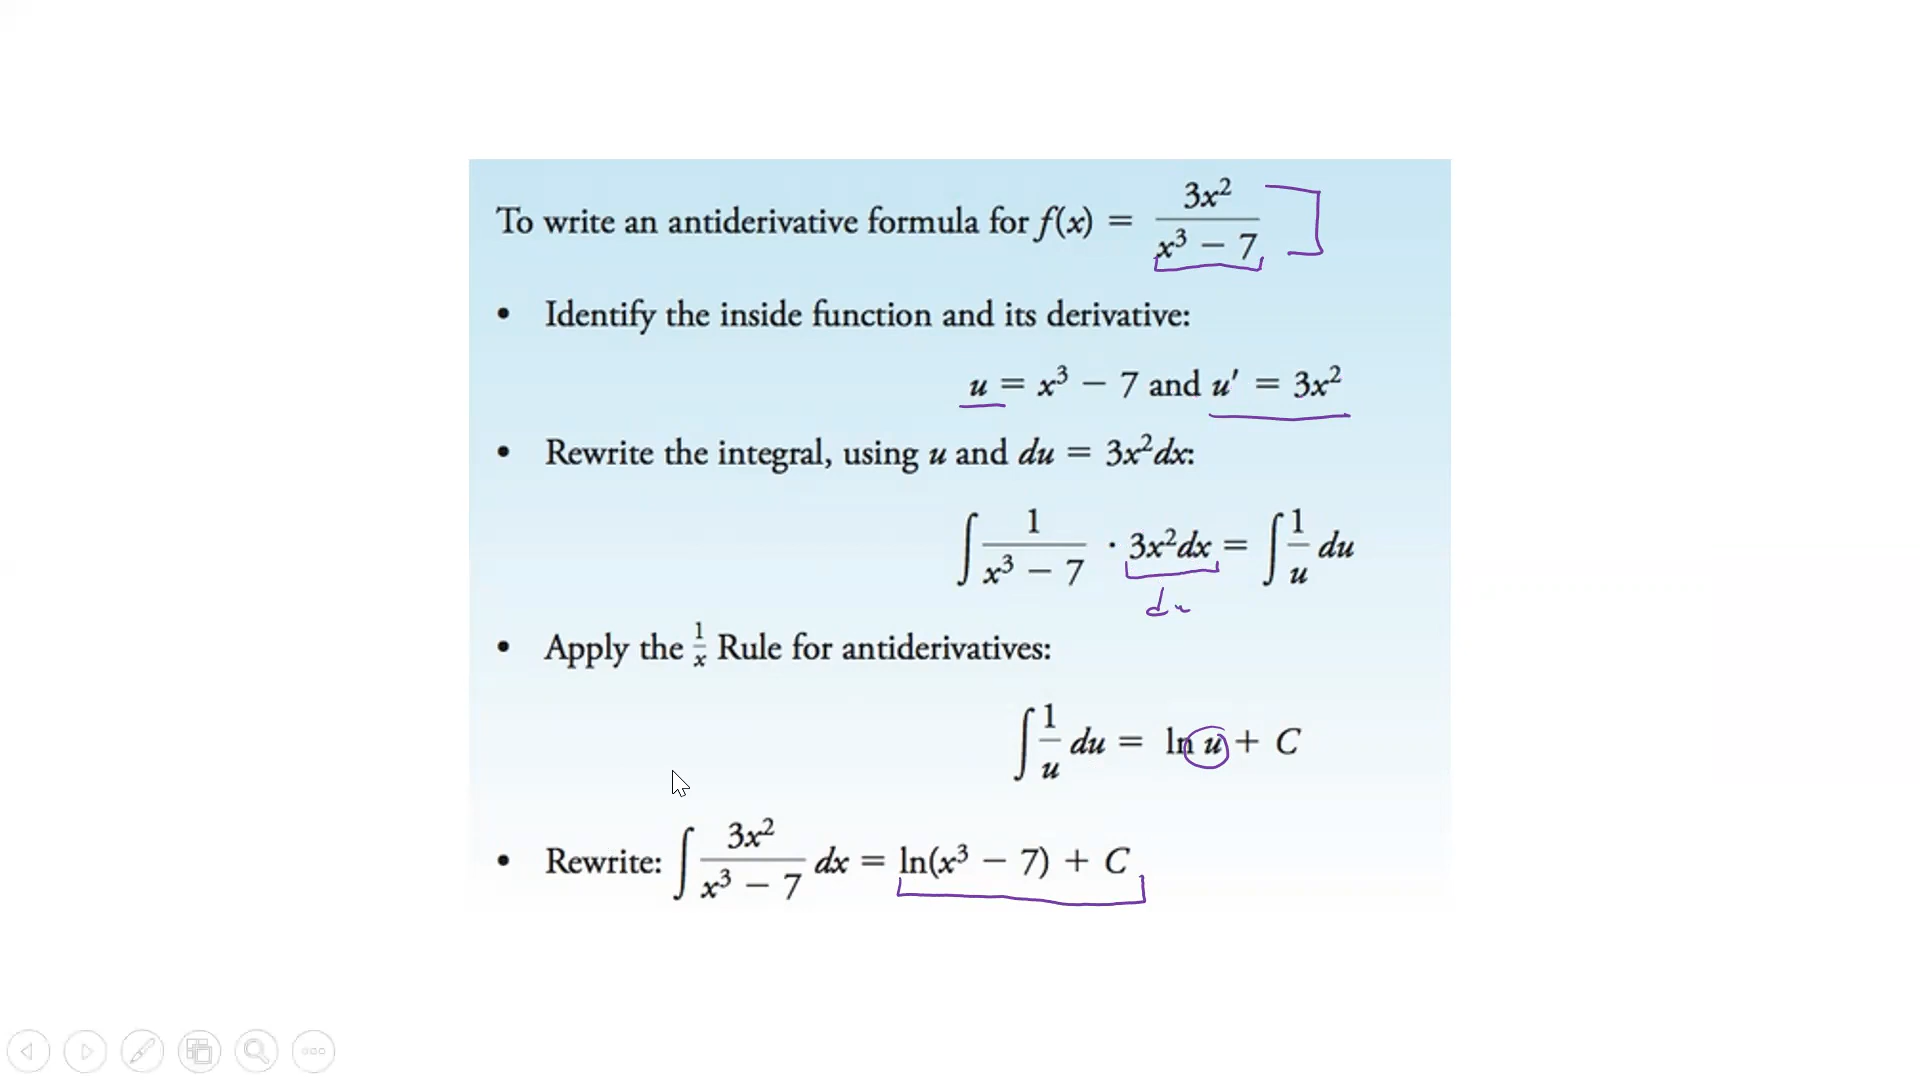 To write an antiderivative formula for f(x) = 3x²/(x³ − 7)
• Identify the inside function and its derivative:
u = x³ − 7 and u′ = 3x²
• Rewrite the integral, using u and du = 3x²dx:
∫ 1/(x³ − 7) · 3x²dx = ∫ 1/u du
du
• Apply the 1/x Rule for antiderivatives:
∫ 1/u du = ln u + C
• Rewrite: ∫ 3x²/(x³ − 7) dx = ln(x³ − 7) + C